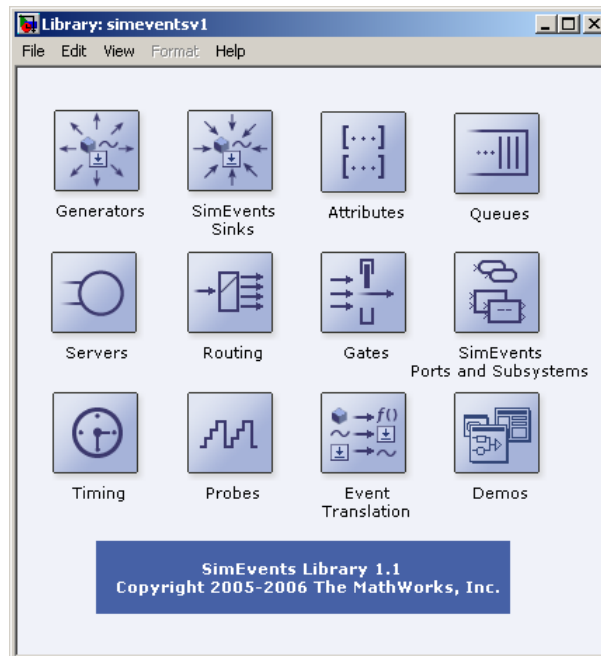 Library: simeventsv1
File Edit View Format Help
Generators
SimEvents
Sinks
Attributes
Queues
Servers
Routing
Gates
SimEvents
Ports and Subsystems
Timing
Probes
f()
Event
Translation
Demos
SimEvents Library 1.1
Copyright 2005-2006 The MathWorks, Inc.